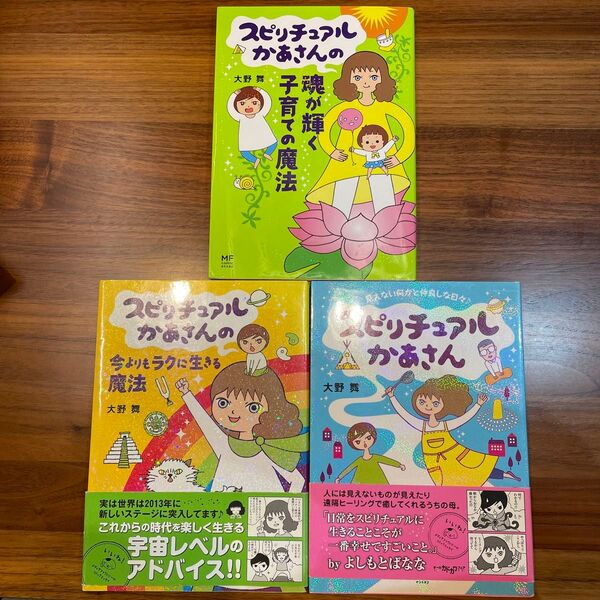 スピリチュアル
かあさんの
大野 舞
魂が輝く
子育ての魔法
MF
スピリチュアル
かあさんの
今よりもラクに生きる
魔法
大野 舞
実は世界は2013年に
新しいステージに突入してます♪
これからの時代を楽しく生きる
宇宙レベルの
アドバイス!!
いいね!
見えない何かと仲良しな日々♪
スピリチュアル
かあさん
大野 舞
人には見えないものが見えたり
遠隔ヒーリングで癒してくれるうちの母。
「日常をスピリチュアルに
生きることこそが
一番幸せですごいこと。」
by よしもとばなな
いいね!